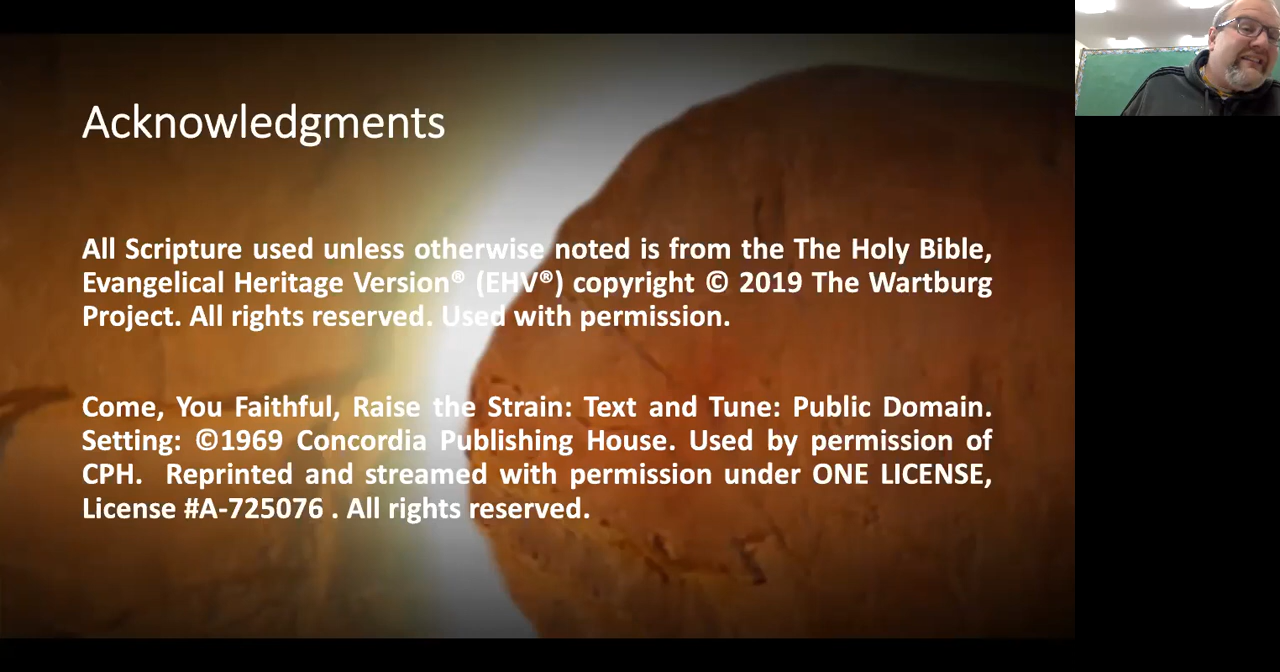 Acknowledgments
All Scripture used unless otherwise noted is from the The Holy Bible,
Evangelical Heritage Version® (EHV®) copyright © 2019 The Wartburg
Project. All rights reserved. Used with permission.
Come, You Faithful, Raise the Strain: Text and Tune: Public Domain.
Setting: ©1969 Concordia Publishing House. Used by permission of
CPH.  Reprinted and streamed with permission under ONE LICENSE,
License #A-725076 . All rights reserved.